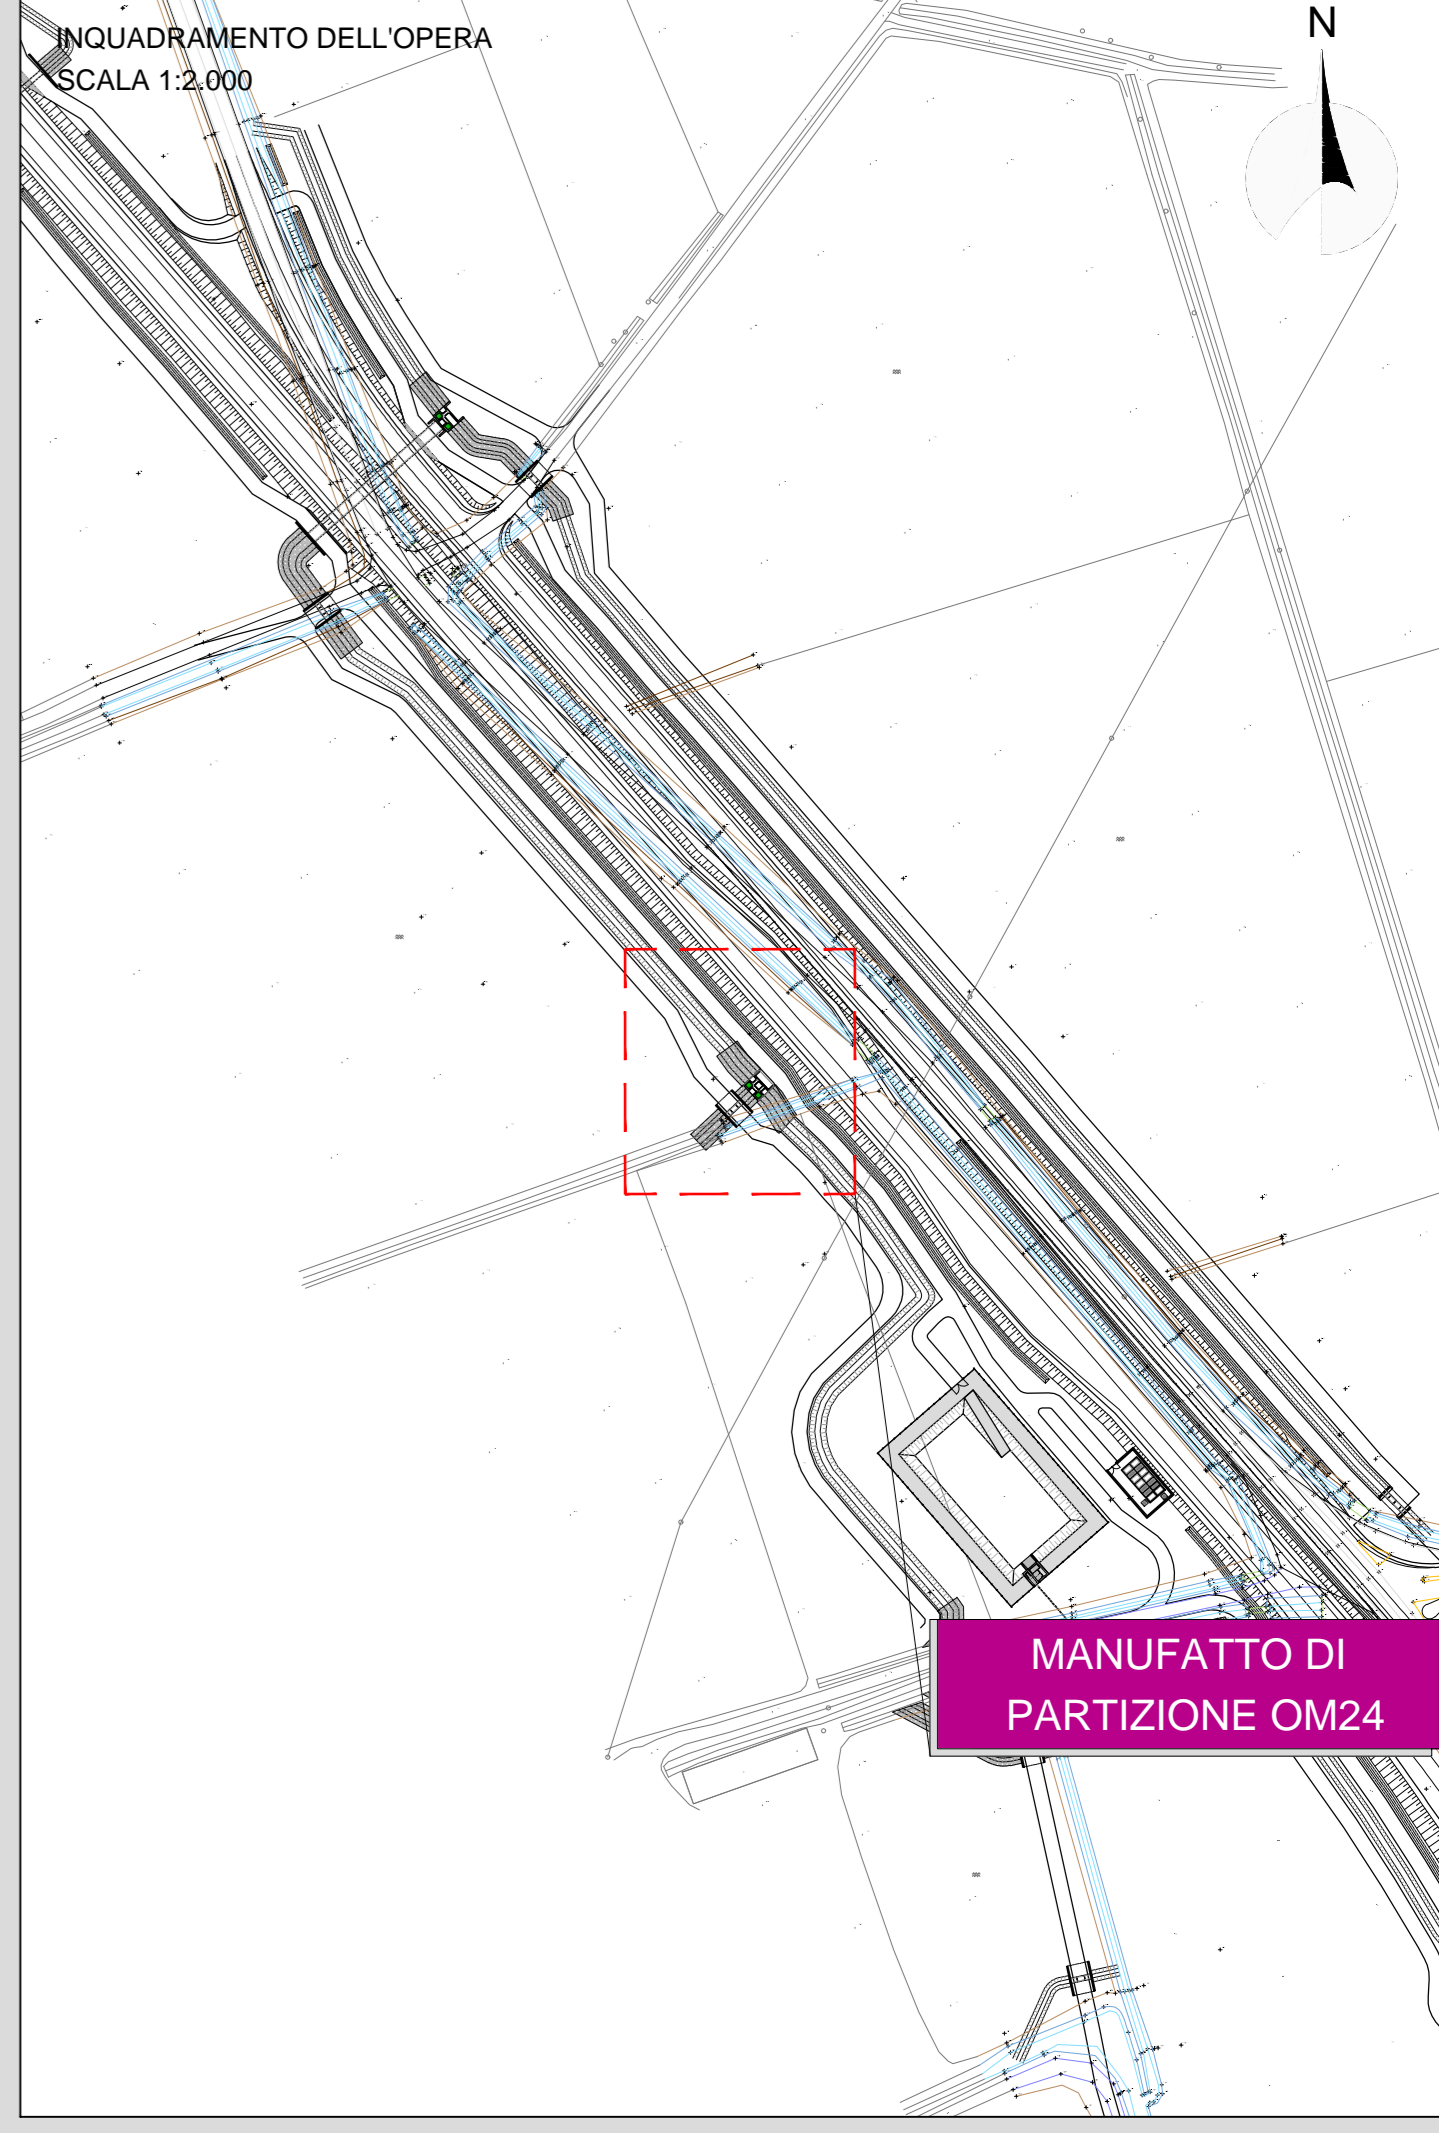 INQUADRAMENTO DELL'OPERA
SCALA 1:2.000
N
MANUFATTO DI
PARTIZIONE OM24